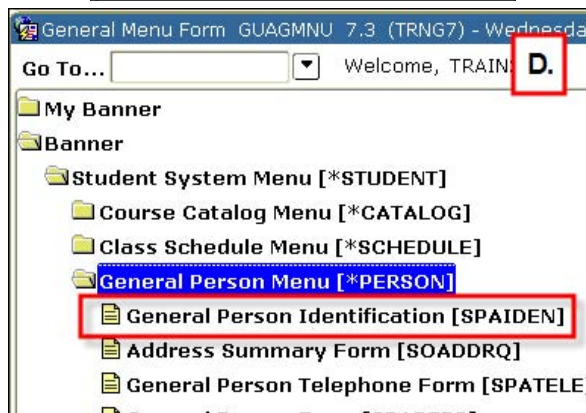 General Menu Form GUAGMNU 7.3 (TRNG7) - Wednesda
Go To... Welcome, TRAIN D.
My Banner
Banner
Student System Menu [*STUDENT]
Course Catalog Menu [*CATALOG]
Class Schedule Menu [*SCHEDULE]
General Person Menu [*PERSON]
General Person Identification [SPAIDEN]
Address Summary Form [SOADDRQ]
General Person Telephone Form [SPATELE]